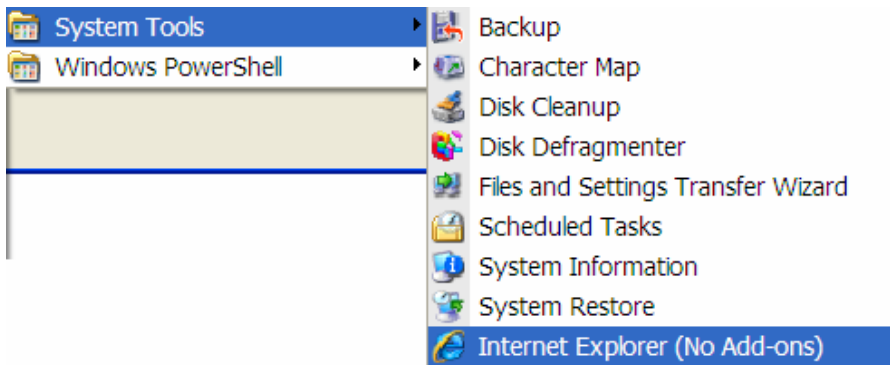 System Tools
Windows PowerShell
Backup
Character Map
Disk Cleanup
Disk Defragmenter
Files and Settings Transfer Wizard
Scheduled Tasks
System Information
System Restore
Internet Explorer (No Add-ons)